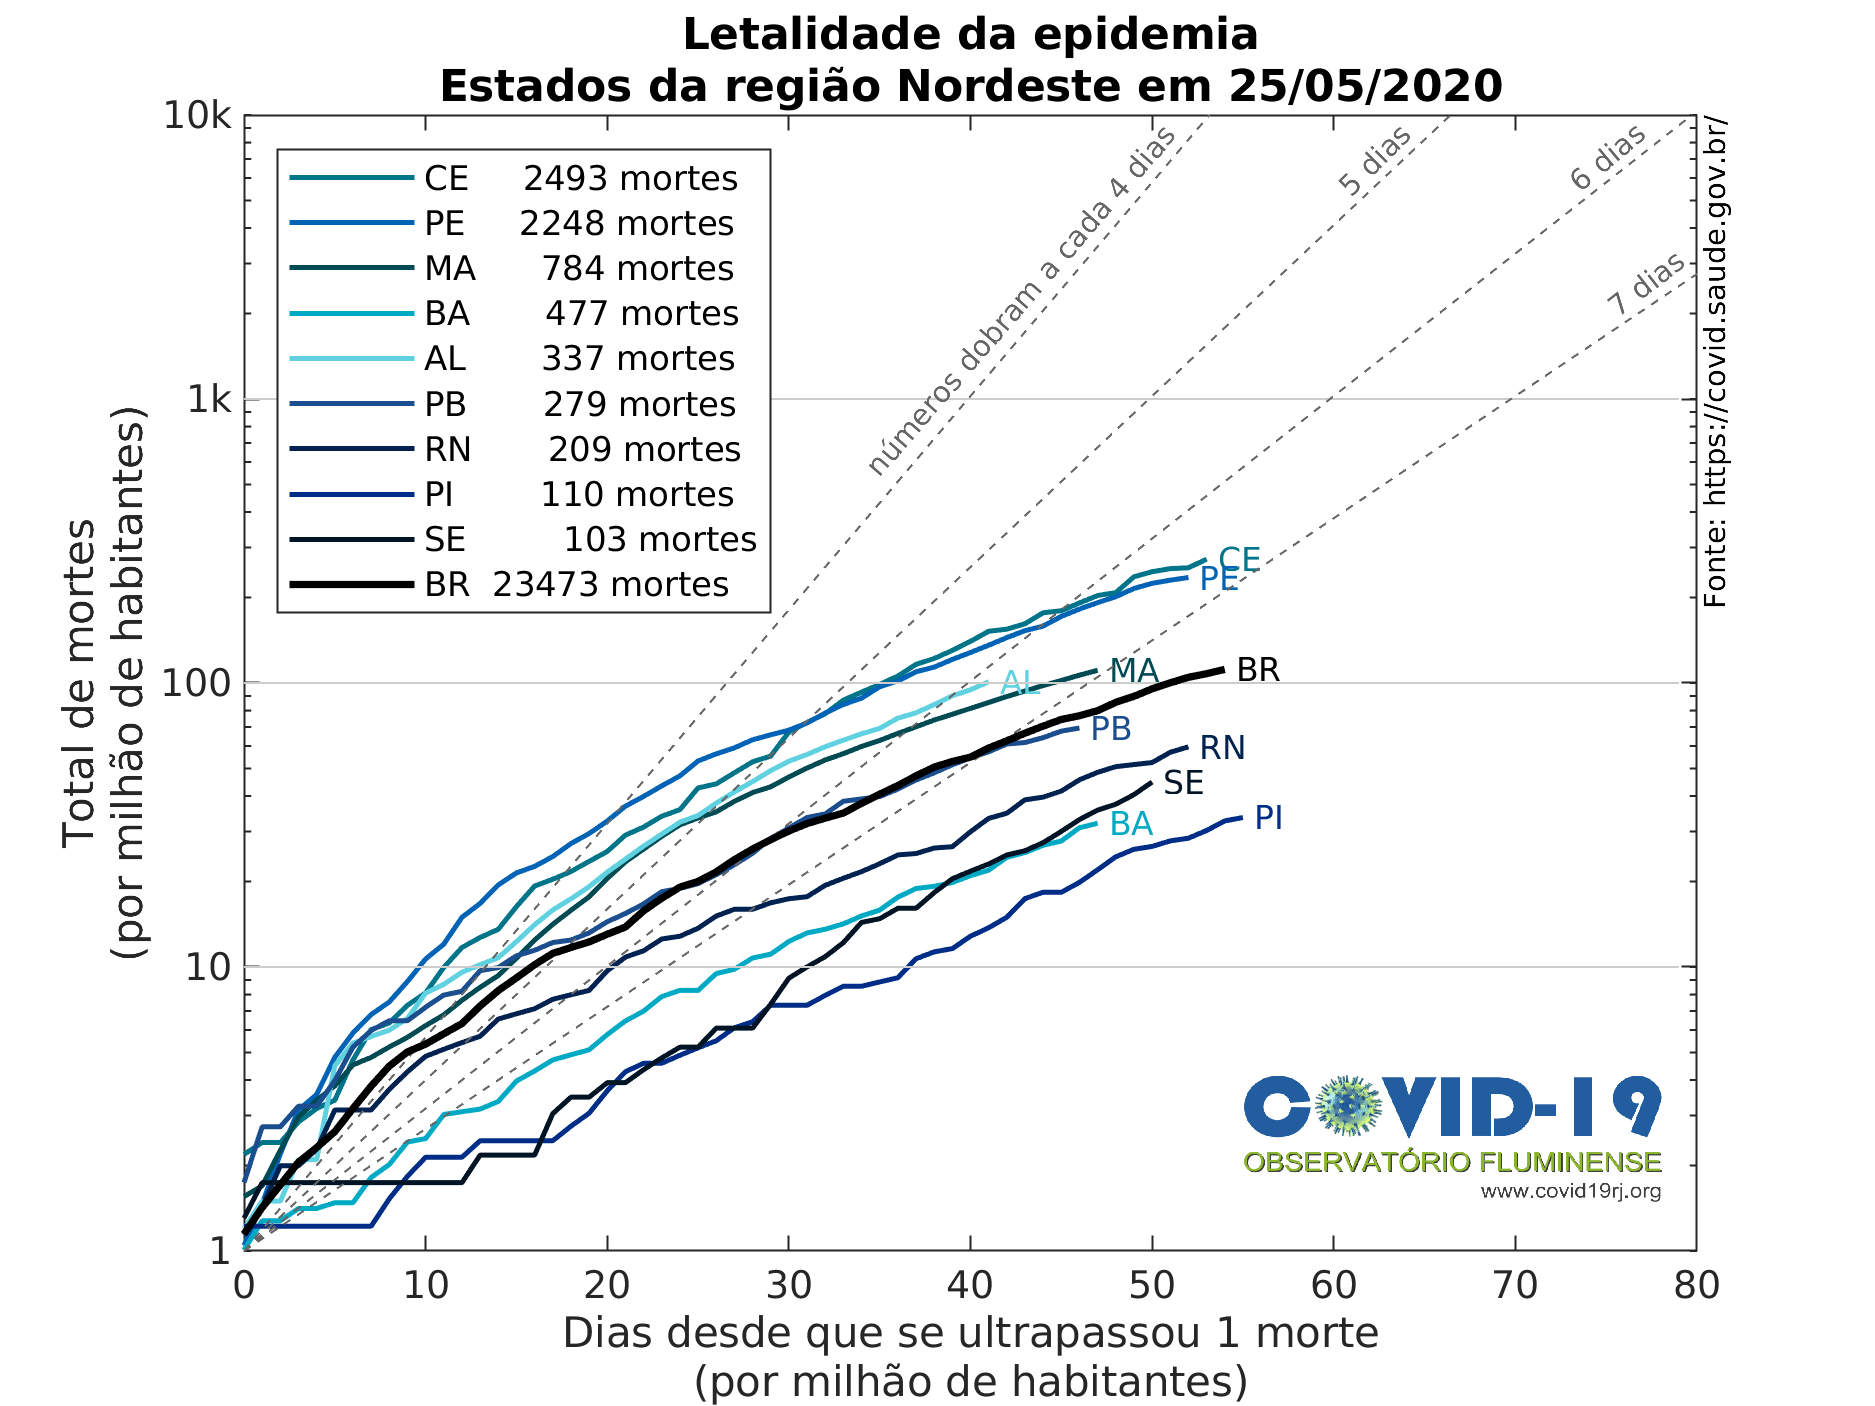 Letalidade da epidemia
Estados da região Nordeste em 25/05/2020
10k
1k
100
10
1
Total de mortes
(por milhão de habitantes)
CE 2493 mortes
PE 2248 mortes
MA 784 mortes
BA 477 mortes
AL 337 mortes
PB 279 mortes
RN 209 mortes
PI 110 mortes
SE 103 mortes
BR 23473 mortes
números dobram a cada 4 dias
5 dias
6 dias
7 dias
Fonte: https://covid.saude.gov.br/
CE
PE
MA
BR
AL
PB
RN
SE
BA
PI
COVID-19
OBSERVATÓRIO FLUMINENSE
www.covid19rj.org
0 10 20 30 40 50 60 70 80
Dias desde que se ultrapassou 1 morte
(por milhão de habitantes)